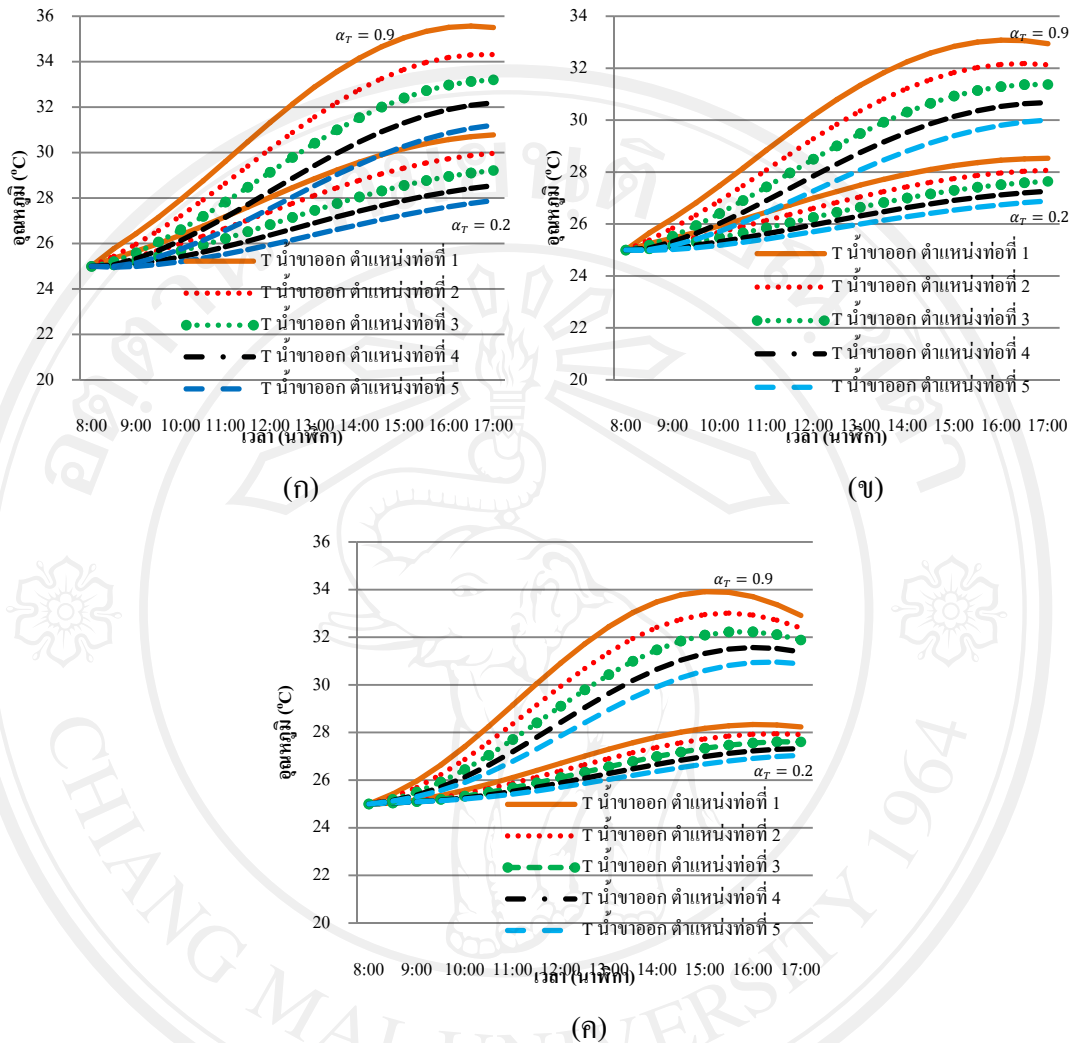 36
34
32
30
28
26
24
22
20
อุณหภูมิ (°C)
α_T = 0.9
α_T = 0.2
T น้ำขาออก ตำแหน่งท่อที่ 1
T น้ำขาออก ตำแหน่งท่อที่ 2
T น้ำขาออก ตำแหน่งท่อที่ 3
T น้ำขาออก ตำแหน่งท่อที่ 4
T น้ำขาออก ตำแหน่งท่อที่ 5
8:00 9:00 10:00 11:00 12:00 13:00 14:00 15:00 16:00 17:00
เวลา (นาฬิกา)
(ก)
34
32
30
28
26
24
22
20
อุณหภูมิ (°C)
α_T = 0.9
α_T = 0.2
T น้ำขาออก ตำแหน่งท่อที่ 1
T น้ำขาออก ตำแหน่งท่อที่ 2
T น้ำขาออก ตำแหน่งท่อที่ 3
T น้ำขาออก ตำแหน่งท่อที่ 4
T น้ำขาออก ตำแหน่งท่อที่ 5
8:00 9:00 10:00 11:00 12:00 13:00 14:00 15:00 16:00 17:00
เวลา (นาฬิกา)
(ข)
36
34
32
30
28
26
24
22
20
อุณหภูมิ (°C)
α_T = 0.9
α_T = 0.2
T น้ำขาออก ตำแหน่งท่อที่ 1
T น้ำขาออก ตำแหน่งท่อที่ 2
T น้ำขาออก ตำแหน่งท่อที่ 3
T น้ำขาออก ตำแหน่งท่อที่ 4
T น้ำขาออก ตำแหน่งท่อที่ 5
8:00 9:00 10:00 11:00 12:00 13:00 14:00 15:00 16:00 17:00
เวลา (นาฬิกา)
(ค)
CHIANG MAI UNIVERSITY 1964